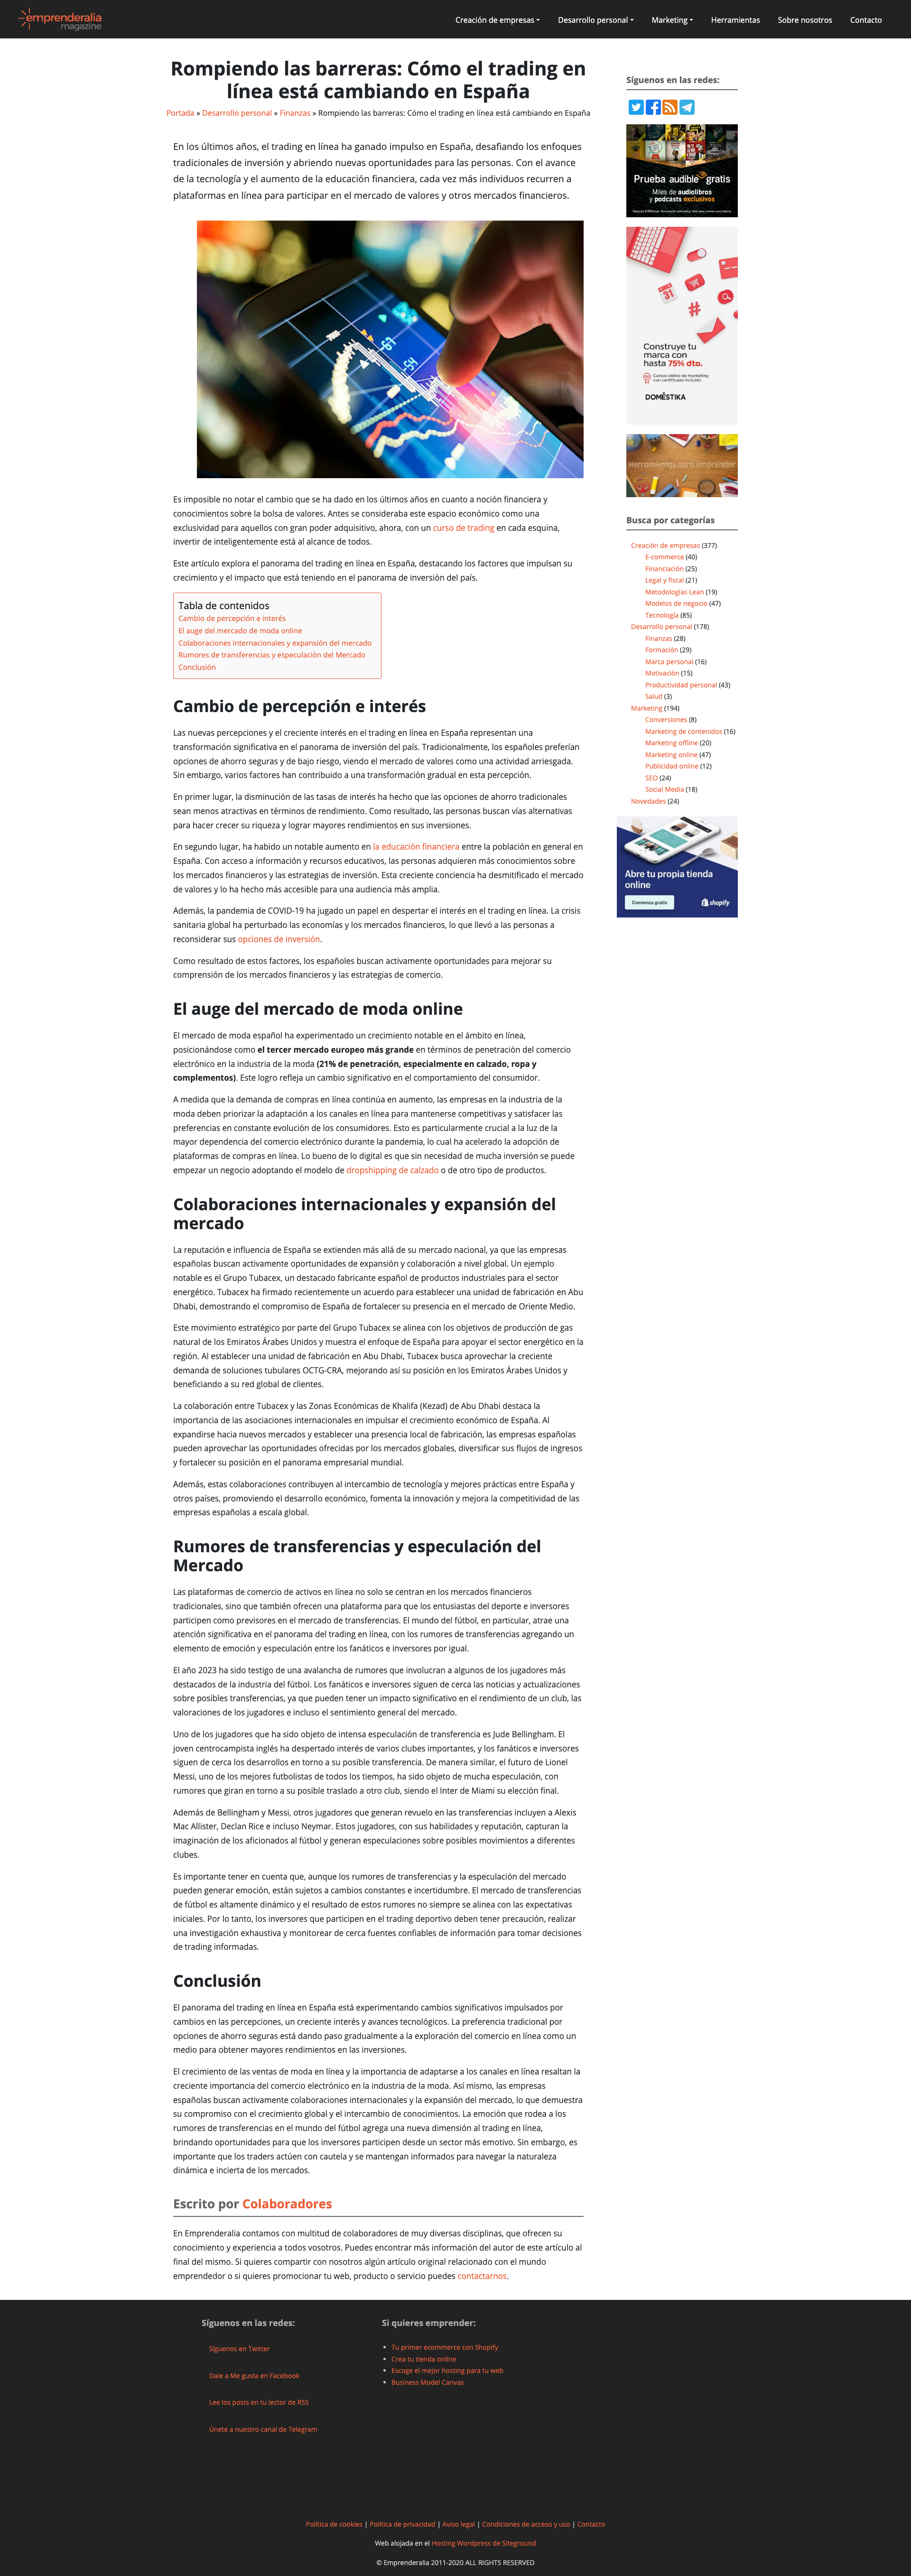 emprenderalia
magazine
Creación de empresas
Desarrollo personal
Marketing
Herramientas
Sobre nosotros
Contacto
Rompiendo las barreras: Cómo el trading en
línea está cambiando en España
Portada » Desarrollo personal » Finanzas » Rompiendo las barreras: Cómo el trading en línea está cambiando en España
En los últimos años, el trading en línea ha ganado impulso en España, desafiando los enfoques
tradicionales de inversión y abriendo nuevas oportunidades para las personas. Con el avance
de la tecnología y el aumento de la educación financiera, cada vez más individuos recurren a
plataformas en línea para participar en el mercado de valores y otros mercados financieros.
Es imposible no notar el cambio que se ha dado en los últimos años en cuanto a noción financiera y
conocimientos sobre la bolsa de valores. Antes se consideraba este espacio económico como una
exclusividad para aquellos con gran poder adquisitivo, ahora, con un curso de trading en cada esquina,
invertir de inteligentemente está al alcance de todos.
Este artículo explora el panorama del trading en línea en España, destacando los factores que impulsan su
crecimiento y el impacto que está teniendo en el panorama de inversión del país.
Tabla de contenidos
Cambio de percepción e interés
El auge del mercado de moda online
Colaboraciones internacionales y expansión del mercado
Rumores de transferencias y especulación del Mercado
Conclusión
Cambio de percepción e interés
Las nuevas percepciones y el creciente interés en el trading en línea en España representan una
transformación significativa en el panorama de inversión del país. Tradicionalmente, los españoles preferían
opciones de ahorro seguras y de bajo riesgo, viendo el mercado de valores como una actividad arriesgada.
Sin embargo, varios factores han contribuido a una transformación gradual en esta percepción.
En primer lugar, la disminución de las tasas de interés ha hecho que las opciones de ahorro tradicionales
sean menos atractivas en términos de rendimiento. Como resultado, las personas buscan vías alternativas
para hacer crecer su riqueza y lograr mayores rendimientos en sus inversiones.
En segundo lugar, ha habido un notable aumento en la educación financiera entre la población en general en
España. Con acceso a información y recursos educativos, las personas adquieren más conocimientos sobre
los mercados financieros y las estrategias de inversión. Esta creciente conciencia ha desmitificado el mercado
de valores y lo ha hecho más accesible para una audiencia más amplia.
Además, la pandemia de COVID-19 ha jugado un papel en despertar el interés en el trading en línea. La crisis
sanitaria global ha perturbado las economías y los mercados financieros, lo que llevó a las personas a
reconsiderar sus opciones de inversión.
Como resultado de estos factores, los españoles buscan activamente oportunidades para mejorar su
comprensión de los mercados financieros y las estrategias de comercio.
El auge del mercado de moda online
El mercado de moda español ha experimentado un crecimiento notable en el ámbito en línea,
posicionándose como el tercer mercado europeo más grande en términos de penetración del comercio
electrónico en la industria de la moda (21% de penetración, especialmente en calzado, ropa y
complementos). Este logro refleja un cambio significativo en el comportamiento del consumidor.
A medida que la demanda de compras en línea continúa en aumento, las empresas en la industria de la
moda deben priorizar la adaptación a los canales en línea para mantenerse competitivas y satisfacer las
preferencias en constante evolución de los consumidores. Esto es particularmente crucial a la luz de la
mayor dependencia del comercio electrónico durante la pandemia, lo cual ha acelerado la adopción de
plataformas de compras en línea. Lo bueno de lo digital es que sin necesidad de mucha inversión se puede
empezar un negocio adoptando el modelo de dropshipping de calzado o de otro tipo de productos.
Colaboraciones internacionales y expansión del
mercado
La reputación e influencia de España se extienden más allá de su mercado nacional, ya que las empresas
españolas buscan activamente oportunidades de expansión y colaboración a nivel global. Un ejemplo
notable es el Grupo Tubacex, un destacado fabricante español de productos industriales para el sector
energético. Tubacex ha firmado recientemente un acuerdo para establecer una unidad de fabricación en Abu
Dhabi, demostrando el compromiso de España de fortalecer su presencia en el mercado de Oriente Medio.
Este movimiento estratégico por parte del Grupo Tubacex se alinea con los objetivos de producción de gas
natural de los Emiratos Árabes Unidos y muestra el enfoque de España para apoyar el sector energético en la
región. Al establecer una unidad de fabricación en Abu Dhabi, Tubacex busca aprovechar la creciente
demanda de soluciones tubulares OCTG-CRA, mejorando así su posición en los Emiratos Árabes Unidos y
beneficiando a su red global de clientes.
La colaboración entre Tubacex y las Zonas Económicas de Khalifa (Kezad) de Abu Dhabi destaca la
importancia de las asociaciones internacionales en impulsar el crecimiento económico de España. Al
expandirse hacia nuevos mercados y establecer una presencia local de fabricación, las empresas españolas
pueden aprovechar las oportunidades ofrecidas por los mercados globales, diversificar sus flujos de ingresos
y fortalecer su posición en el panorama empresarial mundial.
Además, estas colaboraciones contribuyen al intercambio de tecnología y mejores prácticas entre España y
otros países, promoviendo el desarrollo económico, fomenta la innovación y mejora la competitividad de las
empresas españolas a escala global.
Rumores de transferencias y especulación del
Mercado
Las plataformas de comercio de activos en línea no solo se centran en los mercados financieros
tradicionales, sino que también ofrecen una plataforma para que los entusiastas del deporte e inversores
participen como previsores en el mercado de transferencias. El mundo del fútbol, en particular, atrae una
atención significativa en el panorama del trading en línea, con los rumores de transferencias agregando un
elemento de emoción y especulación entre los fanáticos e inversores por igual.
El año 2023 ha sido testigo de una avalancha de rumores que involucran a algunos de los jugadores más
destacados de la industria del fútbol. Los fanáticos e inversores siguen de cerca las noticias y actualizaciones
sobre posibles transferencias, ya que pueden tener un impacto significativo en el rendimiento de un club, las
valoraciones de los jugadores e incluso el sentimiento general del mercado.
Uno de los jugadores que ha sido objeto de intensa especulación de transferencia es Jude Bellingham. El
joven centrocampista inglés ha despertado interés de varios clubes importantes, y los fanáticos e inversores
siguen de cerca los desarrollos en torno a su posible transferencia. De manera similar, el futuro de Lionel
Messi, uno de los mejores futbolistas de todos los tiempos, ha sido objeto de mucha especulación, con
rumores que giran en torno a su posible traslado a otro club, siendo el Inter de Miami su elección final.
Además de Bellingham y Messi, otros jugadores que generan revuelo en las transferencias incluyen a Alexis
Mac Allister, Declan Rice e incluso Neymar. Estos jugadores, con sus habilidades y reputación, capturan la
imaginación de los aficionados al fútbol y generan especulaciones sobre posibles movimientos a diferentes
clubes.
Es importante tener en cuenta que, aunque los rumores de transferencias y la especulación del mercado
pueden generar emoción, están sujetos a cambios constantes e incertidumbre. El mercado de transferencias
de fútbol es altamente dinámico y el resultado de estos rumores no siempre se alinea con las expectativas
iniciales. Por lo tanto, los inversores que participen en el trading deportivo deben tener precaución, realizar
una investigación exhaustiva y monitorear de cerca fuentes confiables de información para tomar decisiones
de trading informadas.
Conclusión
El panorama del trading en línea en España está experimentando cambios significativos impulsados por
cambios en las percepciones, un creciente interés y avances tecnológicos. La preferencia tradicional por
opciones de ahorro seguras está dando paso gradualmente a la exploración del comercio en línea como un
medio para obtener mayores rendimientos en las inversiones.
El crecimiento de las ventas de moda en línea y la importancia de adaptarse a los canales en línea resaltan la
creciente importancia del comercio electrónico en la industria de la moda. Así mismo, las empresas
españolas buscan activamente colaboraciones internacionales y la expansión del mercado, lo que demuestra
su compromiso con el crecimiento global y el intercambio de conocimientos. La emoción que rodea a los
rumores de transferencias en el mundo del fútbol agrega una nueva dimensión al trading en línea,
brindando oportunidades para que los inversores participen desde un sector más emotivo. Sin embargo, es
importante que los traders actúen con cautela y se mantengan informados para navegar la naturaleza
dinámica e incierta de los mercados.
Escrito por Colaboradores
En Emprenderalia contamos con multitud de colaboradores de muy diversas disciplinas, que ofrecen su
conocimiento y experiencia a todos vosotros. Puedes encontrar más información del autor de este artículo al
final del mismo. Si quieres compartir con nosotros algún artículo original relacionado con el mundo
emprendedor o si quieres promocionar tu web, producto o servicio puedes contactarnos.
Síguenos en las redes:
Prueba audible gratis
Miles de audiolibros
y podcasts exclusivos
31
Construye tu
marca con
hasta 75% dto.
Cursos online de marketing
con certificado incluido
DOMESTIKA
Herramientas para emprender
Busca por categorías
Creación de empresas (377)
E-commerce (40)
Financiación (25)
Legal y fiscal (21)
Metodologías Lean (19)
Modelos de negocio (47)
Tecnología (85)
Desarrollo personal (178)
Finanzas (28)
Formación (29)
Marca personal (16)
Motivación (15)
Productividad personal (43)
Salud (3)
Marketing (194)
Conversiones (8)
Marketing de contenidos (16)
Marketing offline (20)
Marketing online (47)
Publicidad online (12)
SEO (24)
Social Media (18)
Novedades (24)
Abre tu propia tienda
online
Comienza gratis
shopify
Síguenos en las redes:
Síguenos en Twitter
Dale a Me gusta en Facebook
Lee los posts en tu lector de RSS
Únete a nuestro canal de Telegram
Si quieres emprender:
Tu primer ecommerce con Shopify
Crea tu tienda online
Escoge el mejor hosting para tu web
Business Model Canvas
Política de cookies | Política de privacidad | Aviso legal | Condiciones de acceso y uso | Contacto
Web alojada en el Hosting Wordpress de Siteground
© Emprenderalia 2011-2020 ALL RIGHTS RESERVED